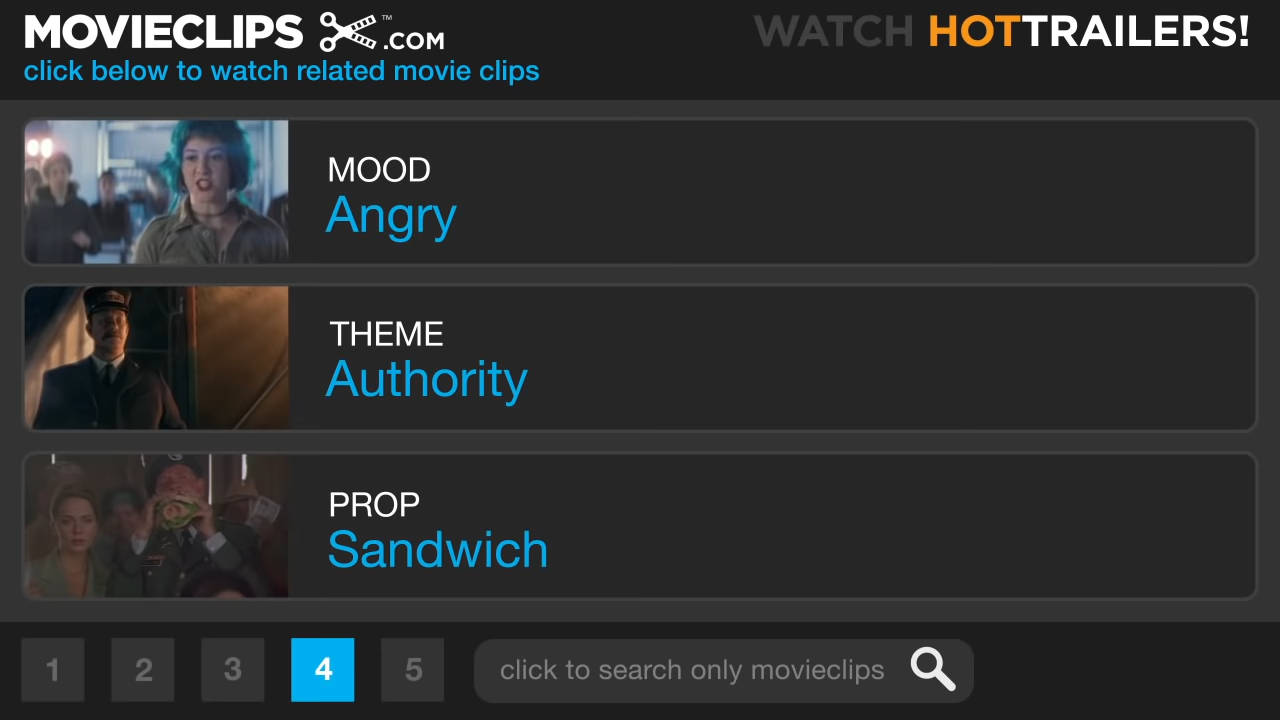 MOVIECLIPS ™.COM
WATCH HOTTRAILERS!
click below to watch related movie clips
MOOD
Angry
THEME
Authority
PROP
Sandwich
1 2 3 4 5
click to search only movieclips